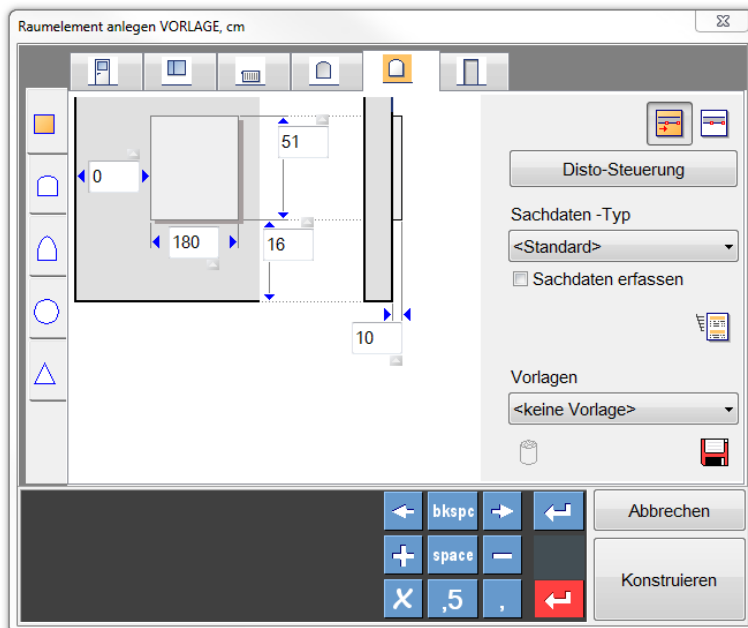 Raumelement anlegen VORLAGE, cm
51
0
Disto-Steuerung
Sachdaten -Typ
180
16
<Standard>
Sachdaten erfassen
10
Vorlagen
<keine Vorlage>
bkspc
Abbrechen
space
Konstruieren
,5
,